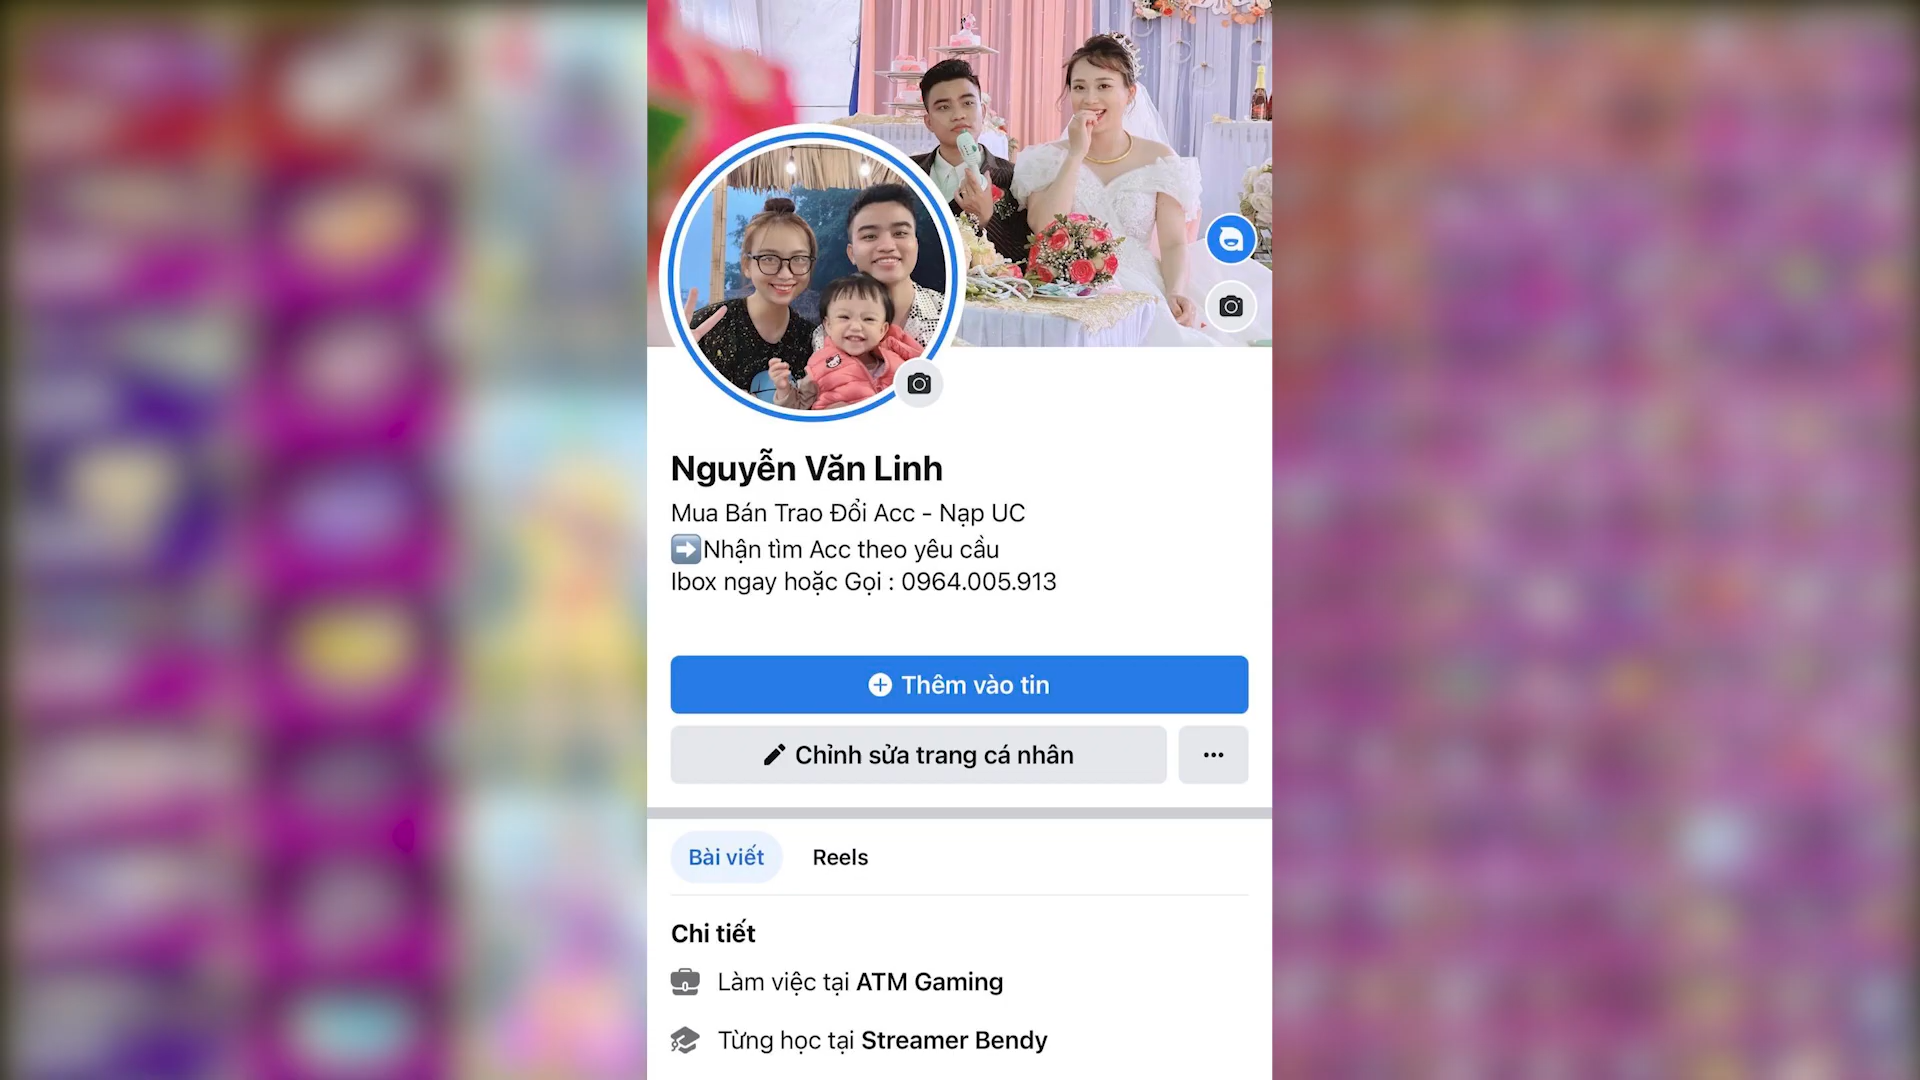 Nguyễn Văn Linh
Mua Bán Trao Đổi Acc - Nạp UC
➡️Nhận tìm Acc theo yêu cầu
Ibox ngay hoặc Gọi : 0964.005.913
Thêm vào tin
Chỉnh sửa trang cá nhân
Bài viết
Reels
Chi tiết
Làm việc tại ATM Gaming
Từng học tại Streamer Bendy